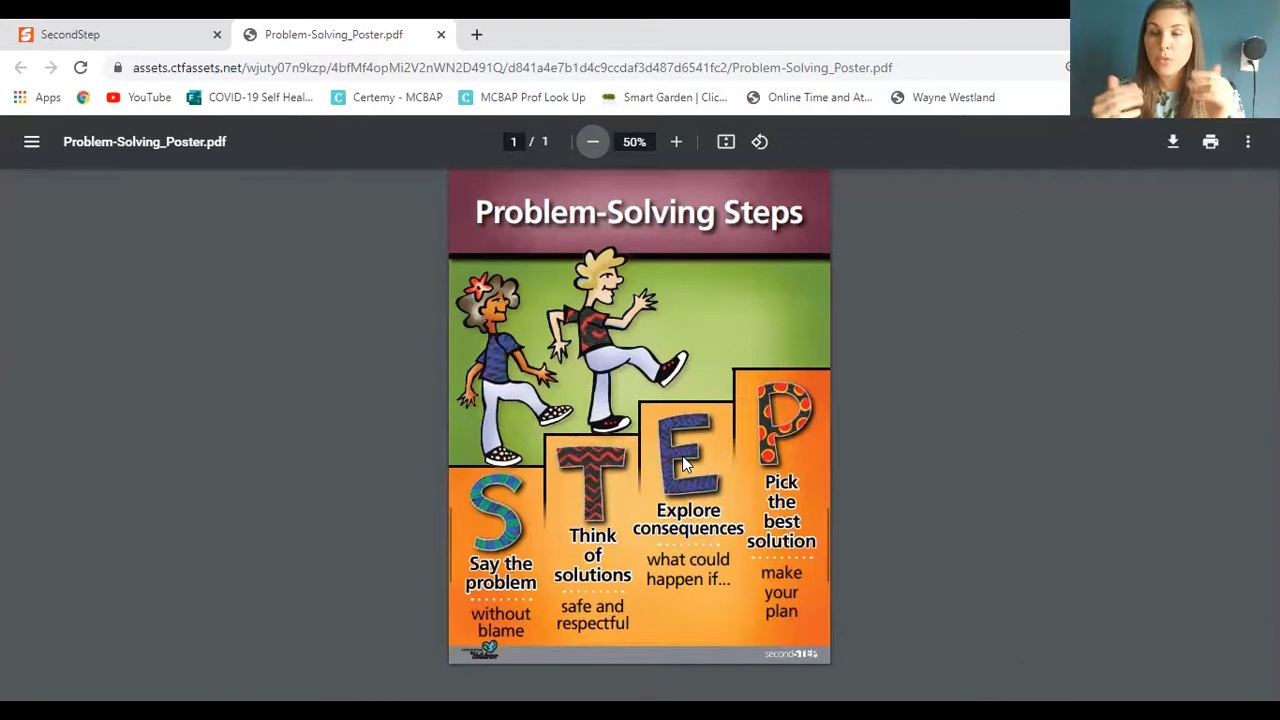 SecondStep
Problem-Solving_Poster.pdf
assets.ctfassets.net/wjuty07n9kzp/4bfMf4opMi2V2nWN2D491Q/d841a4e7b1d4c9ccdaf3d487d6541fc2/Problem-Solving_Poster.pdf
Apps YouTube COVID-19 Self Heal... Certemy - MCBAP MCBAP Prof Look Up Smart Garden | Clic... Online Time and At... Wayne Westland
Problem-Solving_Poster.pdf 1 / 1 50%
Problem-Solving Steps
S
Say the
problem
without
blame
T
Think
of
solutions
safe and
respectful
E
Explore
consequences
what could
happen if...
P
Pick
the
best
solution
make
your
plan
secondSTEP